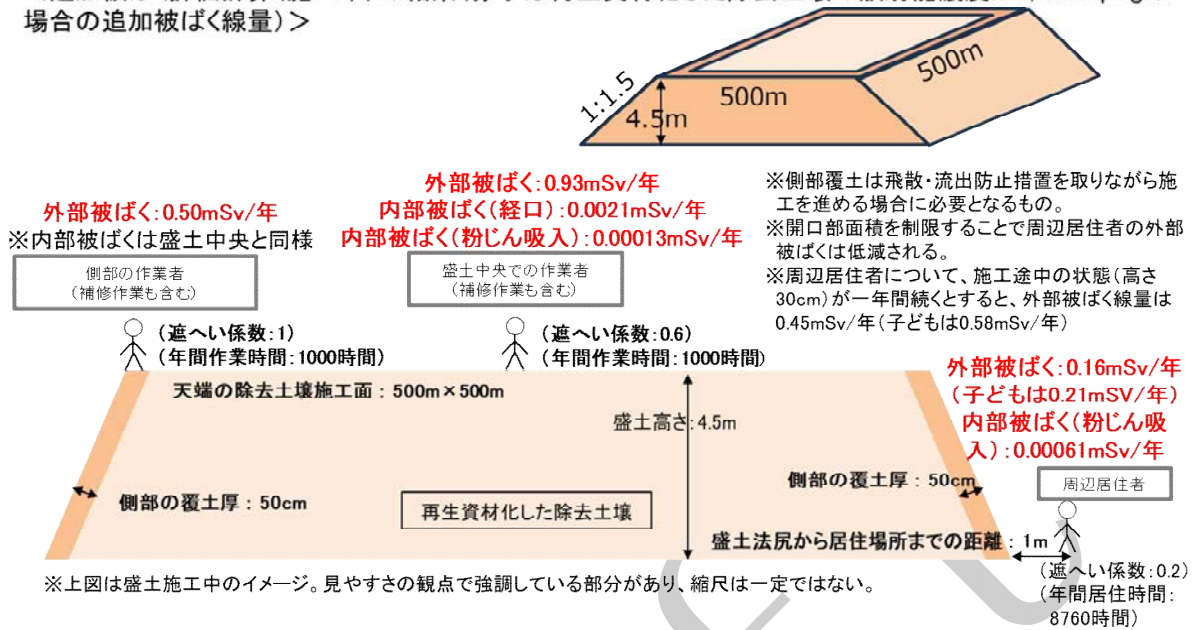 場合の追加被ばく線量)>
1:1.5
4.5m
500m
500m
外部被ばく:0.50mSv/年
※内部被ばくは盛土中央と同様
側部の作業者
(補修作業も含む)
(遮へい係数:1)
(年間作業時間:1000時間)
外部被ばく:0.93mSv/年
内部被ばく(経口):0.0021mSv/年
内部被ばく(粉じん吸入):0.00013mSv/年
盛土中央での作業者
(補修作業も含む)
(遮へい係数:0.6)
(年間作業時間:1000時間)
※側部覆土は飛散・流出防止措置を取りながら施
工を進める場合に必要となるもの。
※開口部面積を制限することで周辺居住者の外部
被ばくは低減される。
※周辺居住者について、施工途中の状態(高さ
30cm)が一年間続くとすると、外部被ばく線量は
0.45mSv/年(子どもは0.58mSv/年)
外部被ばく:0.16mSv/年
(子どもは0.21mSV/年)
内部被ばく(粉じん吸
入):0.00061mSv/年
周辺居住者
天端の除去土壌施工面:500m×500m
盛土高さ:4.5m
側部の覆土厚:50cm
側部の覆土厚:50cm
再生資材化した除去土壌
盛土法尻から居住場所までの距離:1m
(遮へい係数:0.2)
(年間居住時間:
8760時間)
※上図は盛土施工中のイメージ。見やすさの観点で強調している部分があり、縮尺は一定ではない。